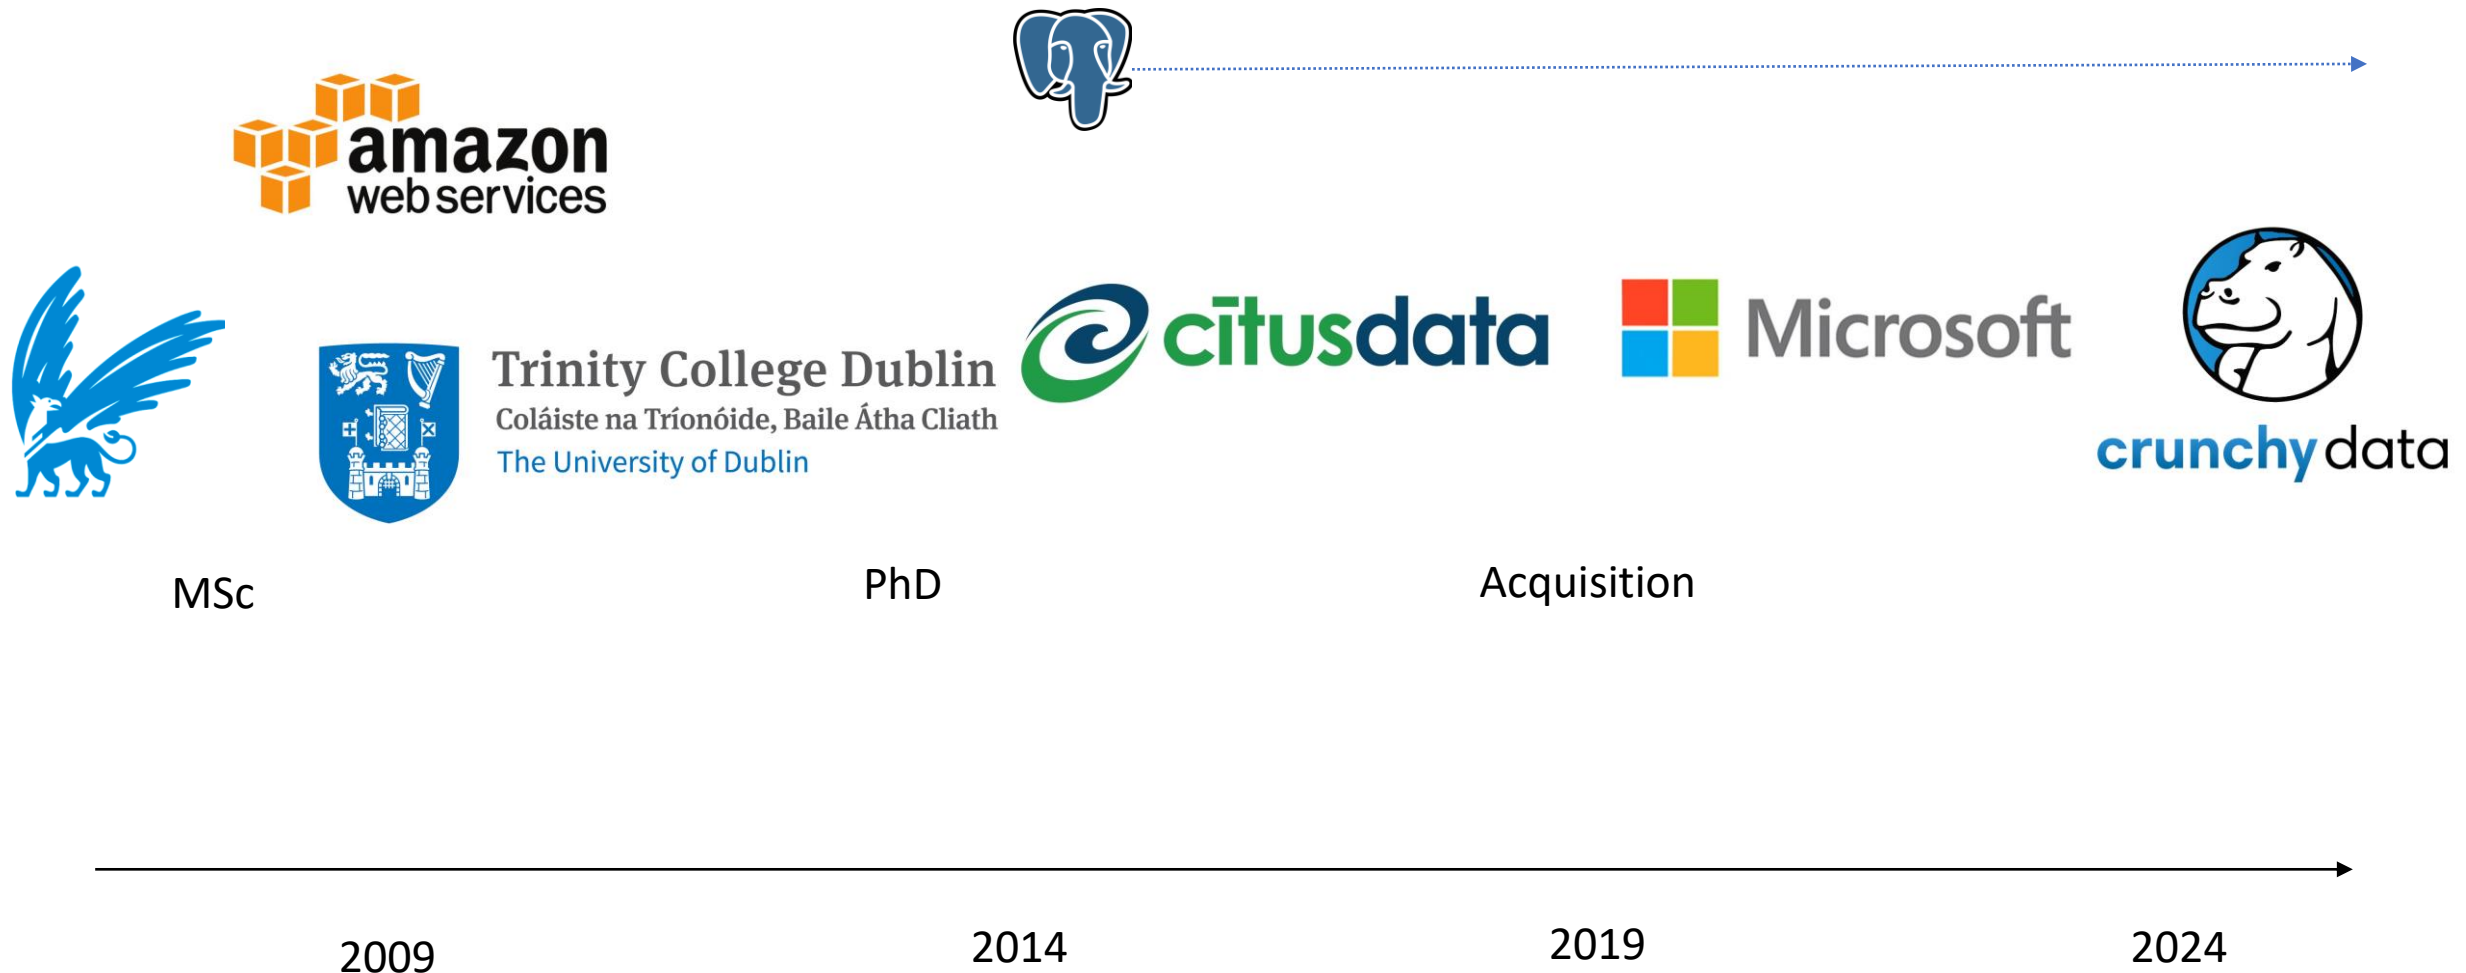 amazon
web services
Trinity College Dublin
Coláiste na Tríonóide, Baile Átha Cliath
The University of Dublin
cītusdata
Microsoft
crunchy data
MSc
PhD
Acquisition
2009
2014
2019
2024